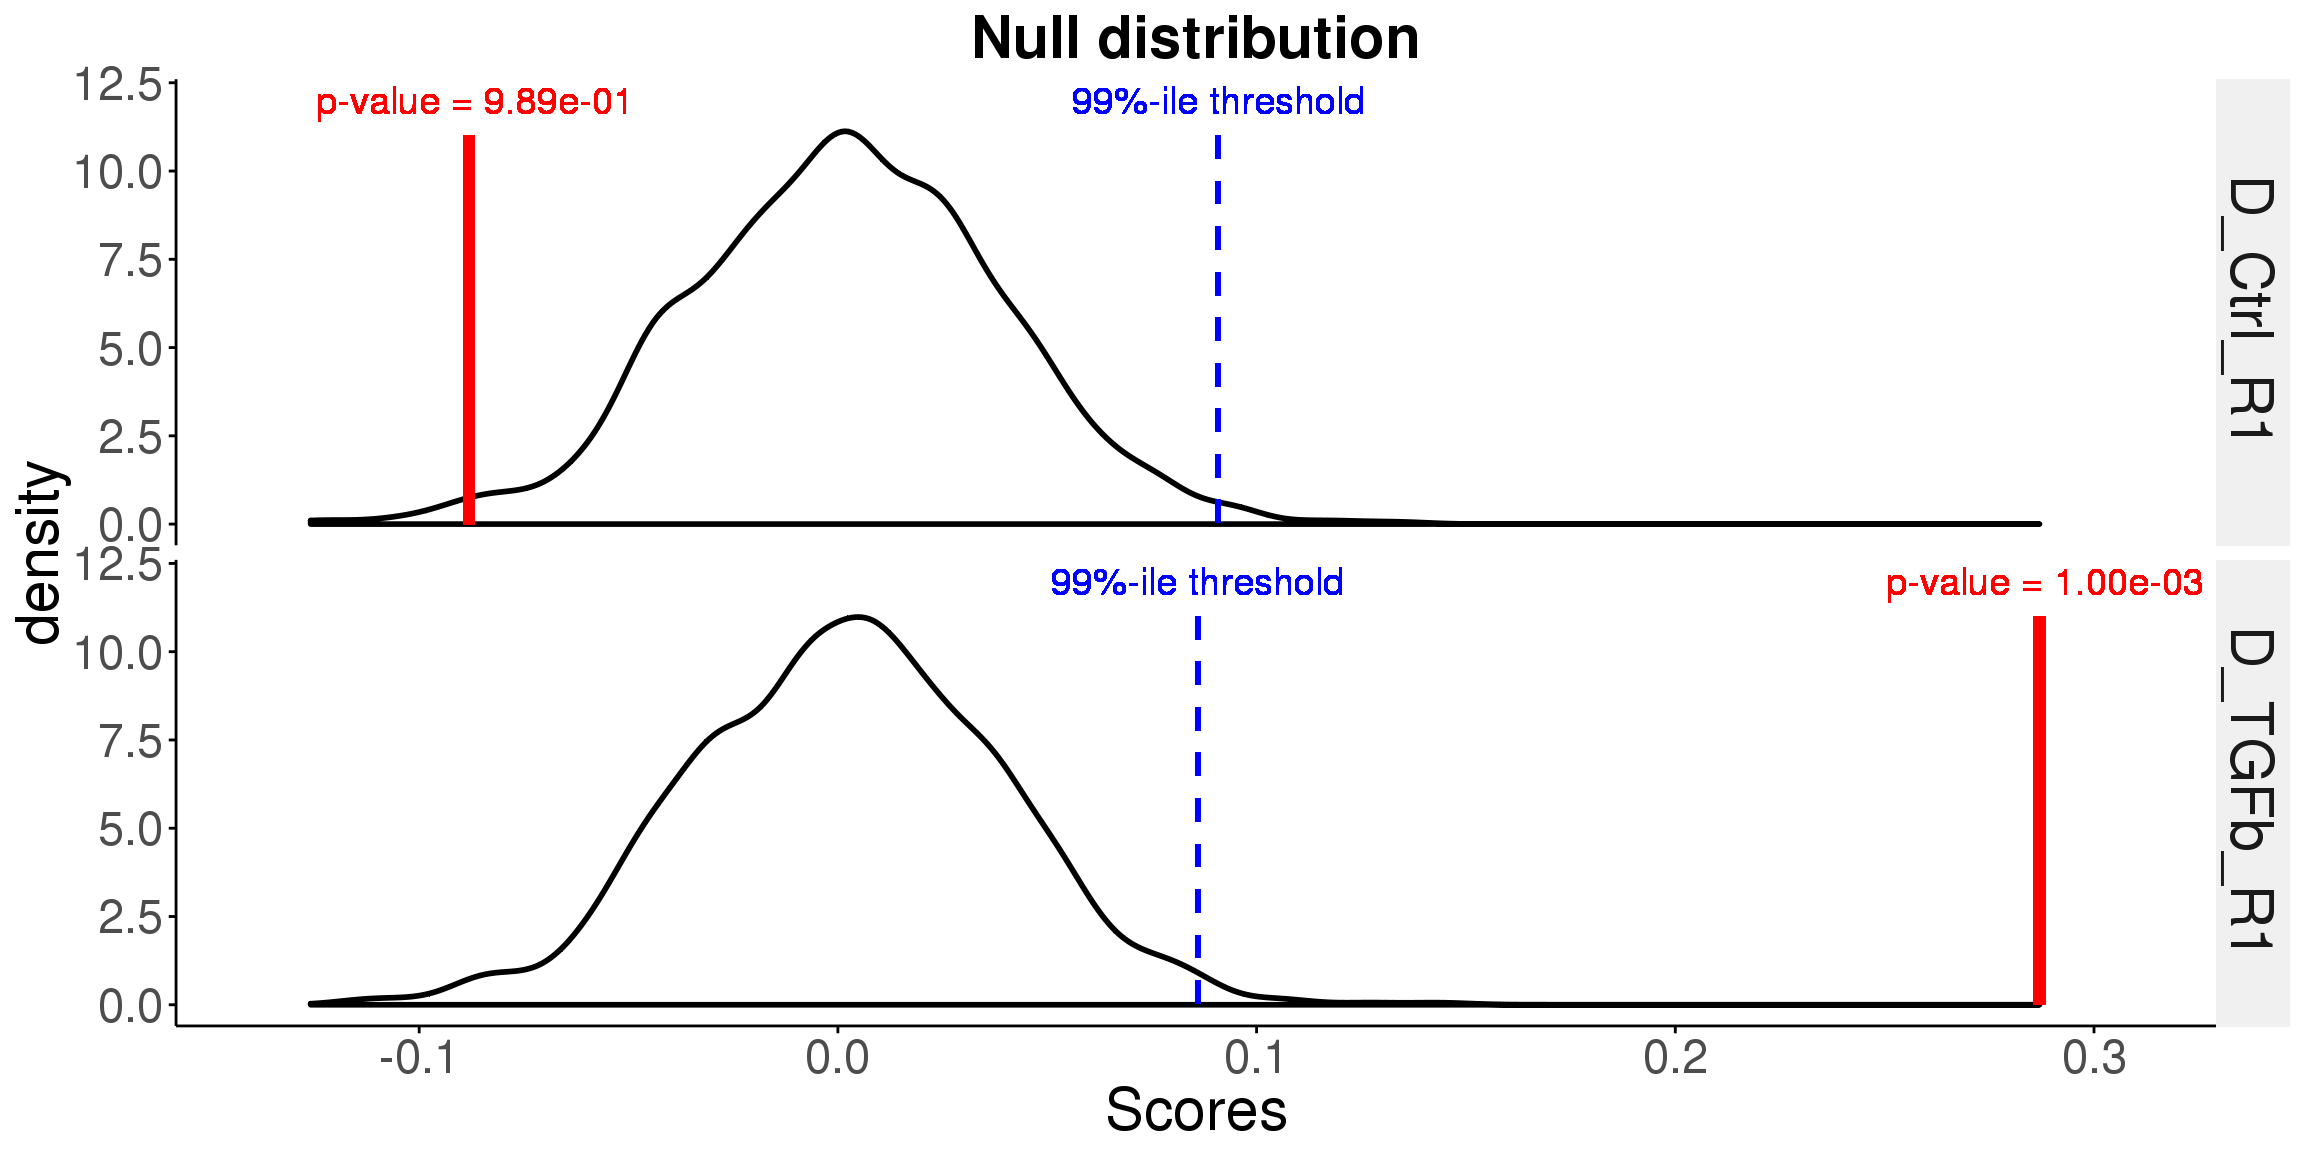 Null distribution
12.5
10.0
7.5
5.0
2.5
0.0
p-value = 9.89e-01
99%-ile threshold
D_Ctrl_R1
density
12.5
10.0
7.5
5.0
2.5
0.0
99%-ile threshold
p-value = 1.00e-03
D_TGFb_R1
-0.1
0.0
0.1
0.2
0.3
Scores